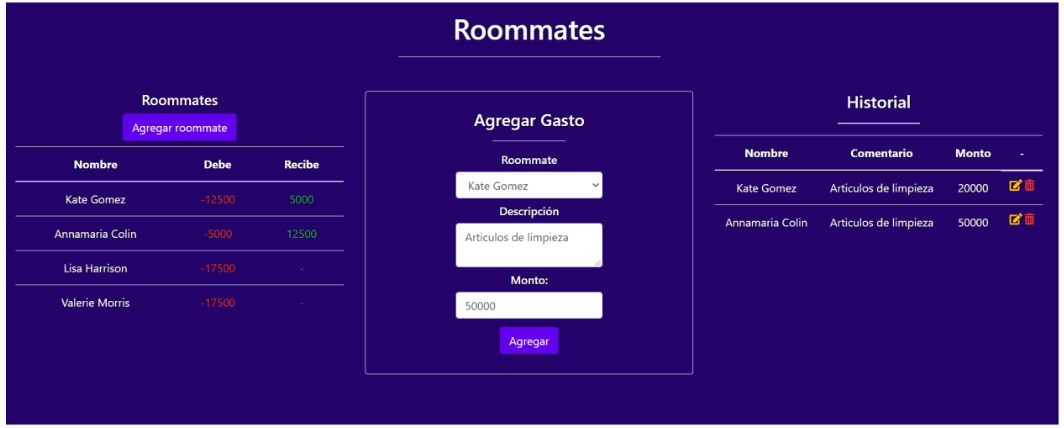 Roommates
Roommates
Agregar roommate
Nombre Debe Recibe
Kate Gomez -12500 5000
Annamaria Colin -5000 12500
Lisa Harrison -17500 -
Valerie Morris -17500 -
Agregar Gasto
Roommate
Kate Gomez
Descripción
Articulos de limpieza
Monto:
50000
Agregar
Historial
Nombre Comentario Monto -
Kate Gomez Articulos de limpieza 20000
Annamaria Colin Articulos de limpieza 50000